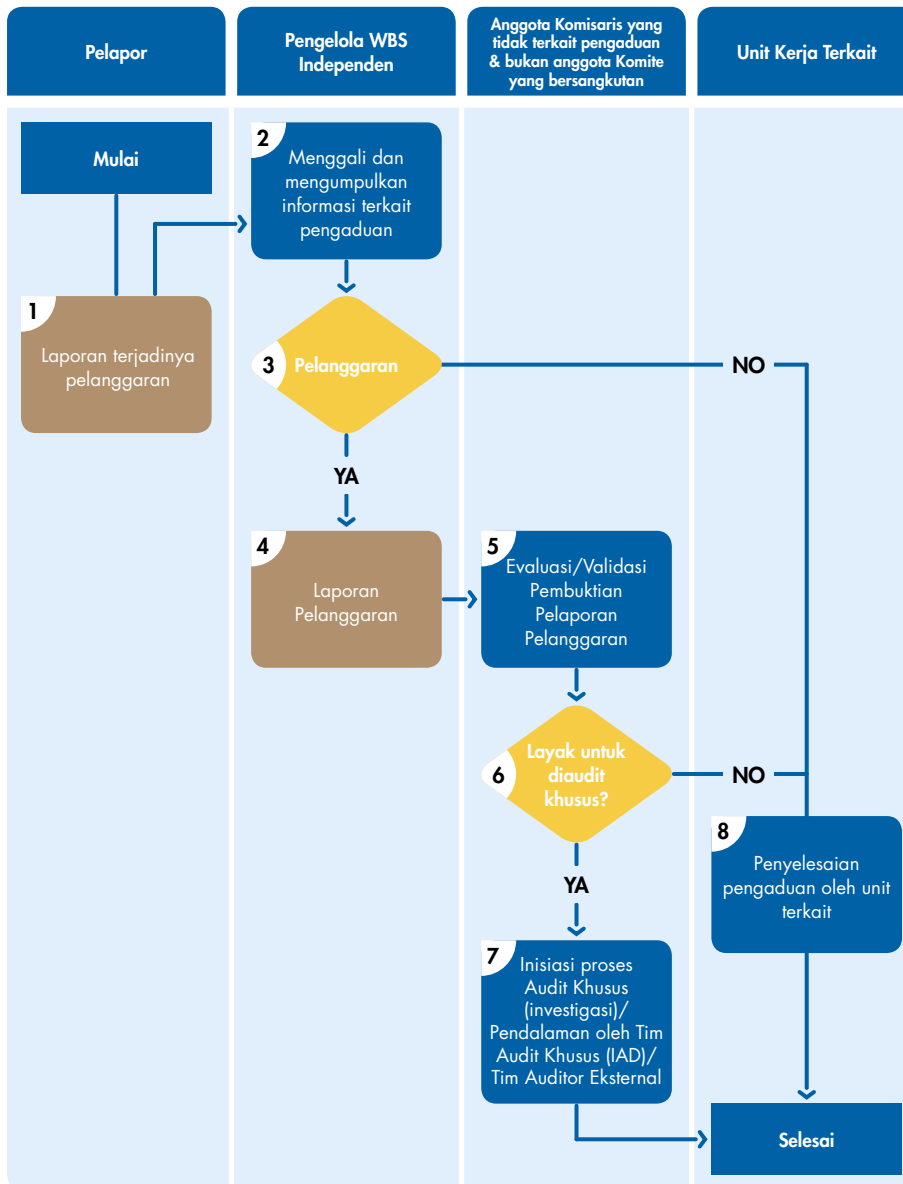 Pelapor
Pengelola WBS
Independen
Anggota Komisaris yang
tidak terkait pengaduan
& bukan anggota Komite
yang bersangkutan
Unit Kerja Terkait
Mulai
1
Laporan terjadinya
pelanggaran
2
Menggali dan
mengumpulkan
informasi terkait
pengaduan
3
Pelanggaran
NO
YA
4
Laporan
Pelanggaran
5
Evaluasi/Validasi
Pembuktian
Pelaporan
Pelanggaran
6
Layak untuk
diaudit
khusus?
NO
YA
7
Inisiasi proses
Audit Khusus
(investigasi)/
Pendalaman oleh Tim
Audit Khusus (IAD)/
Tim Auditor Eksternal
8
Penyelesaian
pengaduan oleh unit
terkait
Selesai